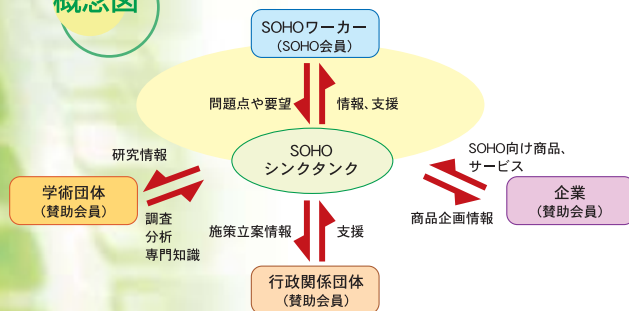 概念図
SOHOワーカー
（SOHO会員）
問題点や要望
情報、支援
SOHO
シンクタンク
研究情報
SOHO向け商品、
サービス
学術団体
（賛助会員）
企業
（賛助会員）
調査
分析
専門知識
商品企画情報
施策立案情報
支援
行政関係団体
（賛助会員）